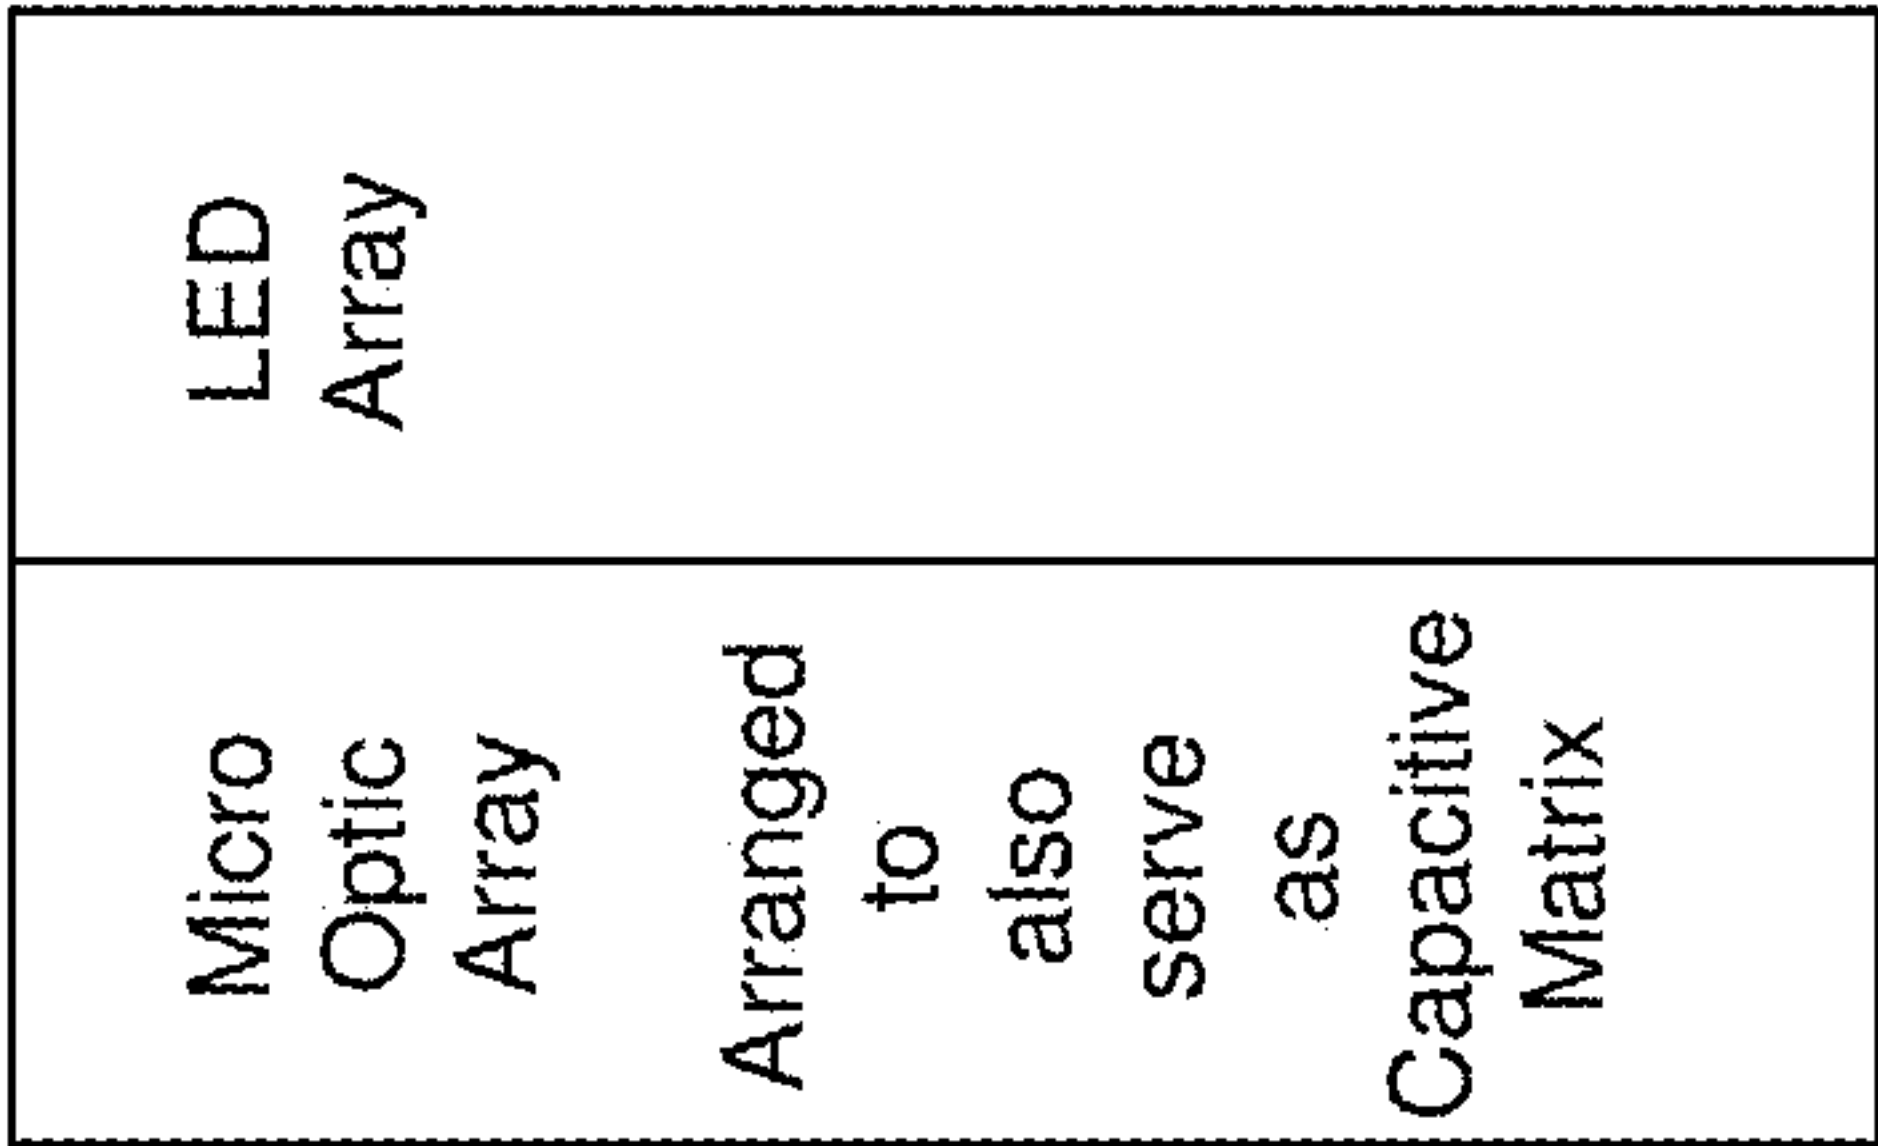 Micro
Optic
Array
Arranged
to
also
serve
as
Capacitive
Matrix
LED
Array